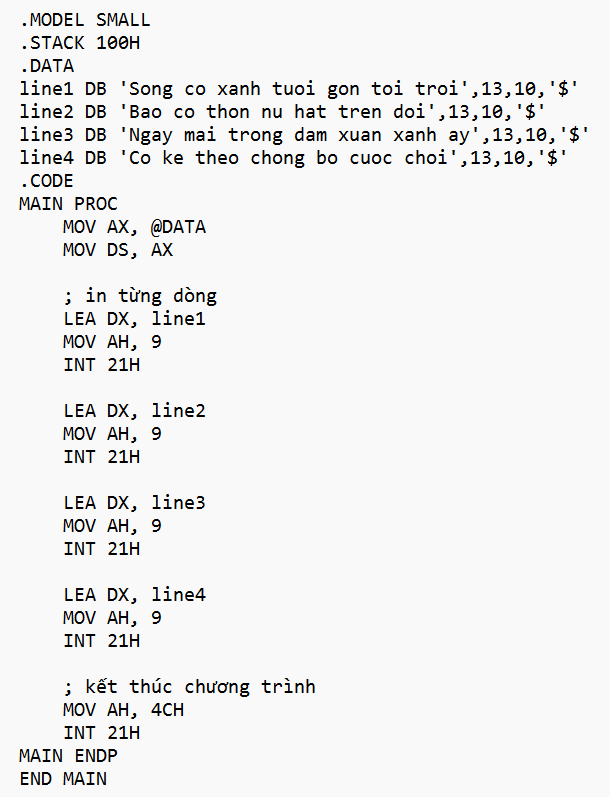 .MODEL SMALL
.STACK 100H
.DATA
line1 DB 'Song co xanh tuoi gon toi troi',13,10,'$'
line2 DB 'Bao co thon nu hat tren doi',13,10,'$'
line3 DB 'Ngay mai trong dam xuan xanh ay',13,10,'$'
line4 DB 'Co ke theo chong bo cuoc choi',13,10,'$'
.CODE
MAIN PROC
    MOV AX, @DATA
    MOV DS, AX

    ; in từng dòng
    LEA DX, line1
    MOV AH, 9
    INT 21H

    LEA DX, line2
    MOV AH, 9
    INT 21H

    LEA DX, line3
    MOV AH, 9
    INT 21H

    LEA DX, line4
    MOV AH, 9
    INT 21H

    ; kết thúc chương trình
    MOV AH, 4CH
    INT 21H
MAIN ENDP
END MAIN